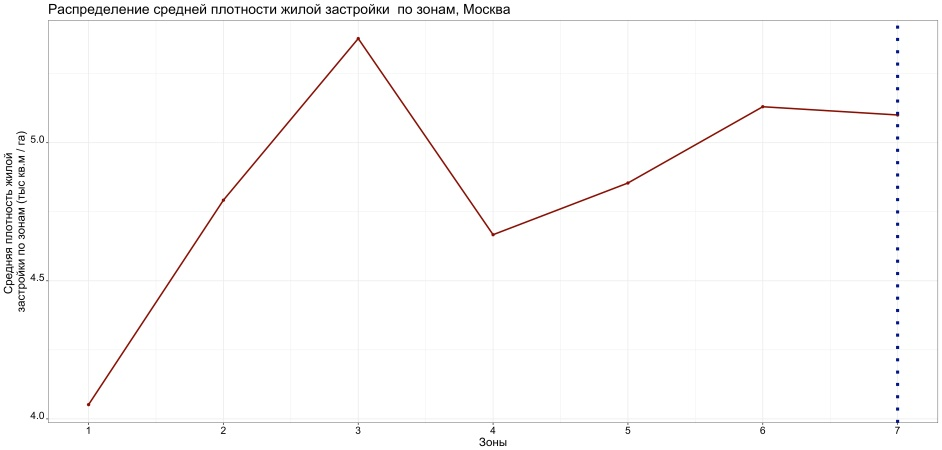 Распределение средней плотности жилой застройки  по зонам, Москва
Средняя плотность жилой
застройки по зонам (тыс кв.м / га)
5.0
4.5
4.0
1 2 3 4 5 6 7
Зоны